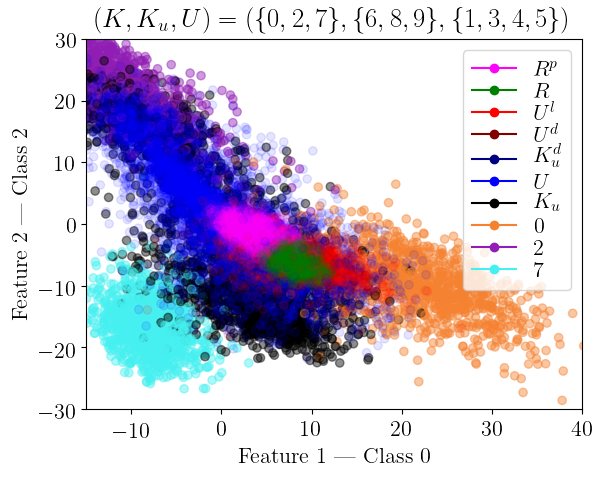 (K, K_u, U) = ({0, 2, 7}, {6, 8, 9}, {1, 3, 4, 5})
30
20
10
0
−10
−20
−30
Feature 2 — Class 2
R^p
R
U^l
U^d
K_u^d
U
K_u
0
2
7
−10
0
10
20
30
40
Feature 1 — Class 0